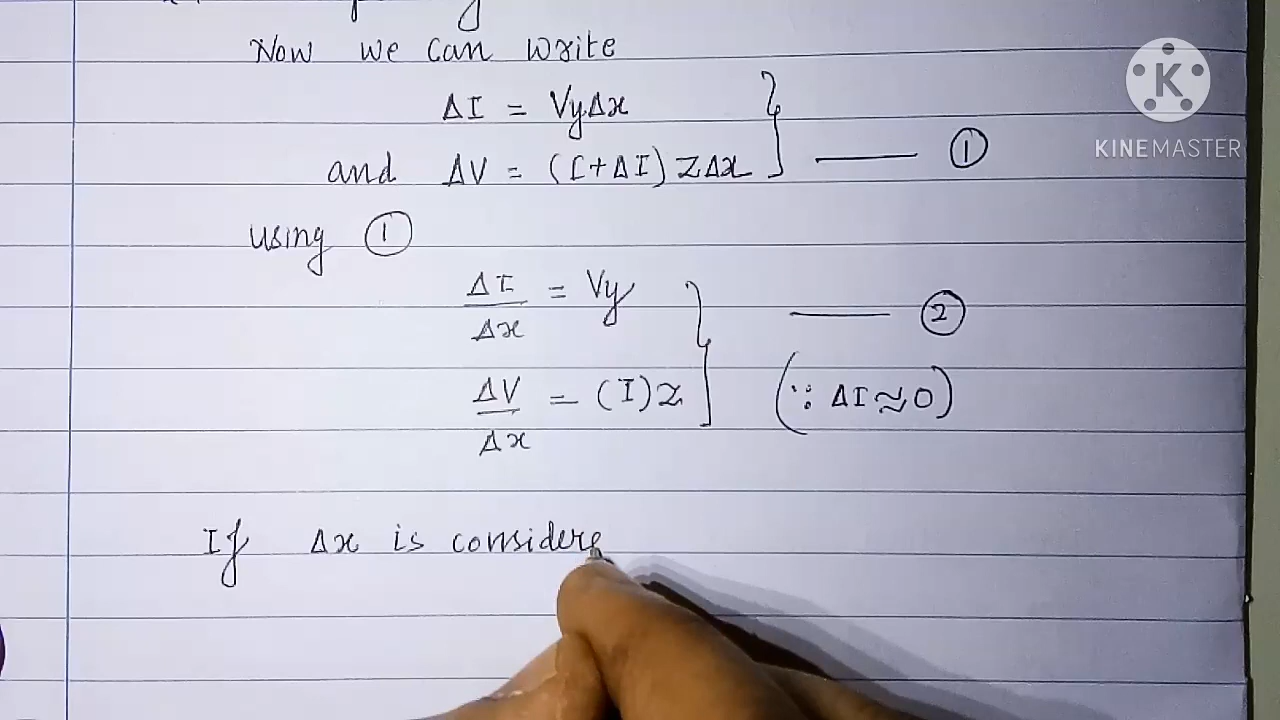 Now we can write
ΔI = VyΔx
and ΔV = (I+ΔI) ZΔx
①
using ①
ΔI/Δx = Vy
②
ΔV/Δx = (I)Z
(∵ ΔI≈0)
If Δx is considere
K
KINEMASTER